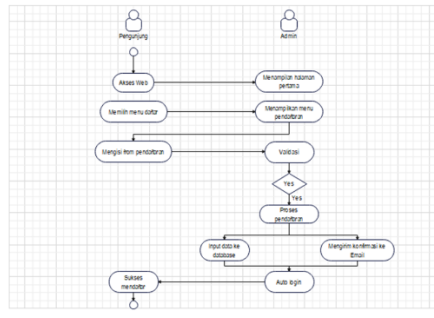 Pengunjung
Admin
Akses Web
Menampilan halaman
pertama
Memilih menu daftar
Menampilkan menu
pendaftaran
Mengisi from pendaftaran
Validasi
Yes
Yes
Proses
pendaftaran
Input data ke
database
Mengirim konfirmasi ke
Email
Sukses
mendaftar
Auto login